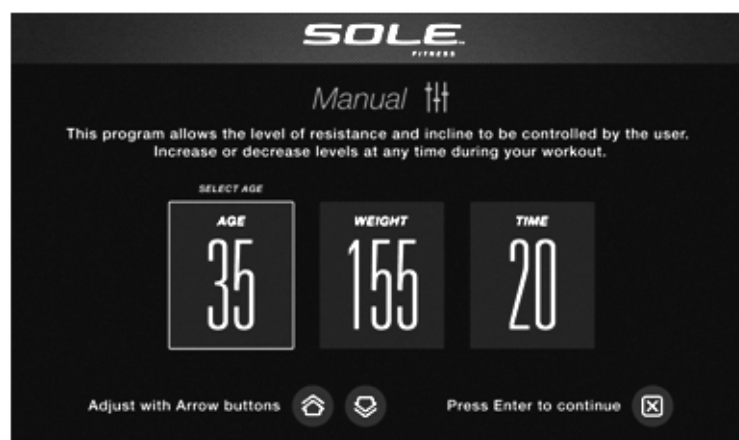 SOLE
FITNESS
Manual
This program allows the level of resistance and incline to be controlled by the user.
Increase or decrease levels at any time during your workout.
SELECT AGE
AGE
WEIGHT
TIME
35
155
20
Adjust with Arrow buttons
Press Enter to continue